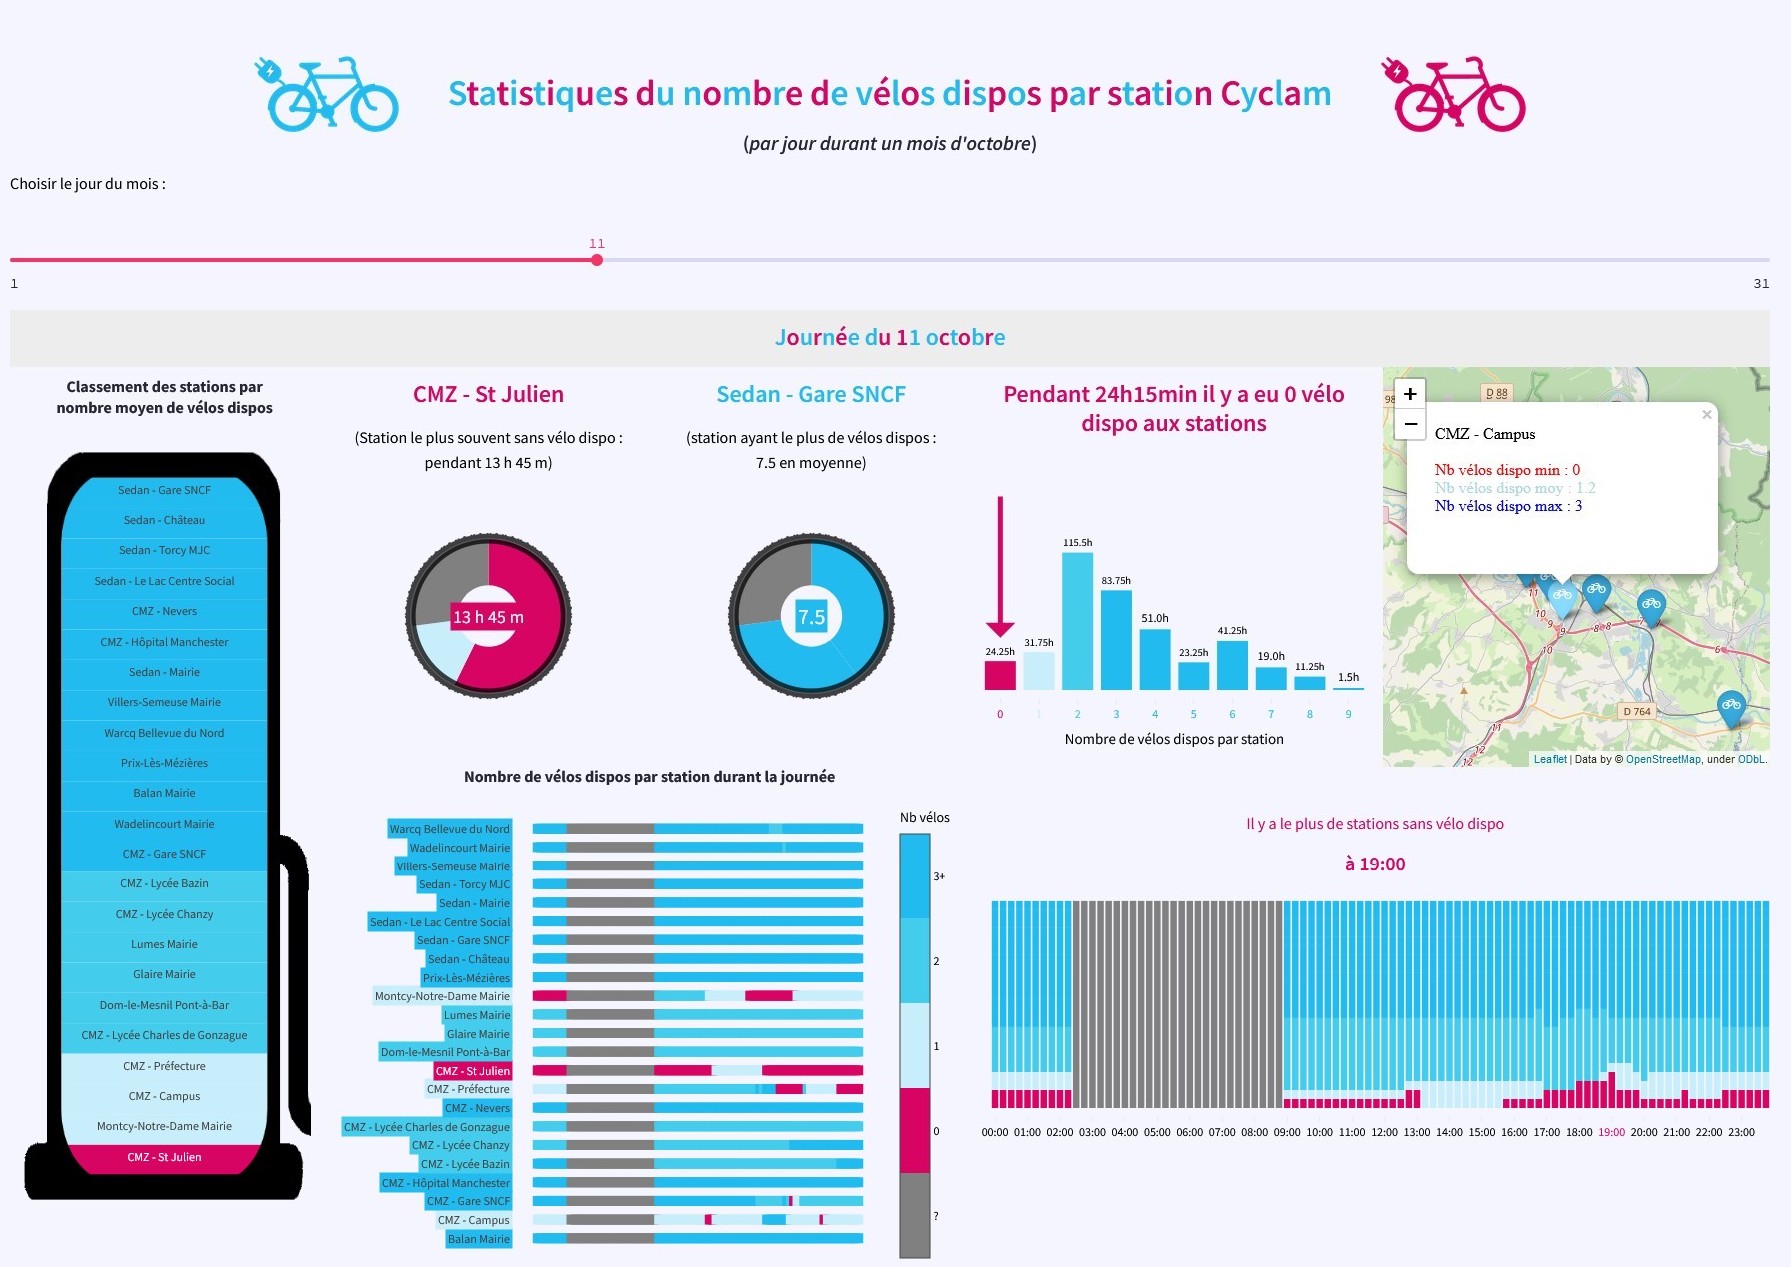 Statistiques du nombre de vélos dispos par station Cyclam
(par jour durant un mois d'octobre)
Choisir le jour du mois :
11
1
31
Journée du 11 octobre
Classement des stations par
nombre moyen de vélos dispos
Sedan - Gare SNCF
Sedan - Château
Sedan - Torcy MJC
Sedan - Le Lac Centre Social
CMZ - Nevers
CMZ - Hôpital Manchester
Sedan - Mairie
Villers-Semeuse Mairie
Warcq Bellevue du Nord
Prix-Lès-Mézières
Balan Mairie
Wadelincourt Mairie
CMZ - Gare SNCF
CMZ - Lycée Bazin
CMZ - Lycée Chanzy
Lumes Mairie
Glaire Mairie
Dom-le-Mesnil Pont-à-Bar
CMZ - Lycée Charles de Gonzague
CMZ - Préfecture
CMZ - Campus
Montcy-Notre-Dame Mairie
CMZ - St Julien
CMZ - St Julien
(Station le plus souvent sans vélo dispo :
pendant 13 h 45 m)
13 h 45 m
Sedan - Gare SNCF
(station ayant le plus de vélos dispos :
7.5 en moyenne)
7.5
Pendant 24h15min il y a eu 0 vélo
dispo aux stations
24.25h
31.75h
115.5h
83.75h
51.0h
23.25h
41.25h
19.0h
11.25h
1.5h
0 1 2 3 4 5 6 7 8 9
Nombre de vélos dispos par station
+
−
D 88
98
×
CMZ - Campus
Nb vélos dispo min : 0
Nb vélos dispo moy : 1.2
Nb vélos dispo max : 3
11
10
9
9
8 8
7
10
6
D 764
11
12
12
Leaflet | Data by © OpenStreetMap, under ODbL.
Nombre de vélos dispos par station durant la journée
Warcq Bellevue du Nord
Wadelincourt Mairie
Villers-Semeuse Mairie
Sedan - Torcy MJC
Sedan - Mairie
Sedan - Le Lac Centre Social
Sedan - Gare SNCF
Sedan - Château
Prix-Lès-Mézières
Montcy-Notre-Dame Mairie
Lumes Mairie
Glaire Mairie
Dom-le-Mesnil Pont-à-Bar
CMZ - St Julien
CMZ - Préfecture
CMZ - Nevers
CMZ - Lycée Charles de Gonzague
CMZ - Lycée Chanzy
CMZ - Lycée Bazin
CMZ - Hôpital Manchester
CMZ - Gare SNCF
CMZ - Campus
Balan Mairie
Nb vélos
3+
2
1
0
?
Il y a le plus de stations sans vélo dispo
à 19:00
00:00 01:00 02:00 03:00 04:00 05:00 06:00 07:00 08:00 09:00 10:00 11:00 12:00 13:00 14:00 15:00 16:00 17:00 18:00 19:00 20:00 21:00 22:00 23:00